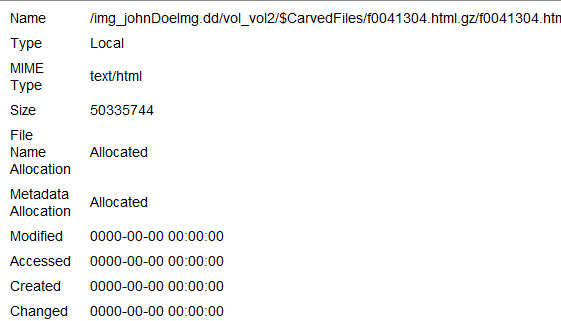 Name /img_johnDoeImg.dd/vol_vol2/$CarvedFiles/f0041304.html.gz/f0041304.htm
Type Local
MIME
Type text/html
Size 50335744
File
Name Allocated
Allocation
Metadata
Allocation Allocated
Modified 0000-00-00 00:00:00
Accessed 0000-00-00 00:00:00
Created 0000-00-00 00:00:00
Changed 0000-00-00 00:00:00